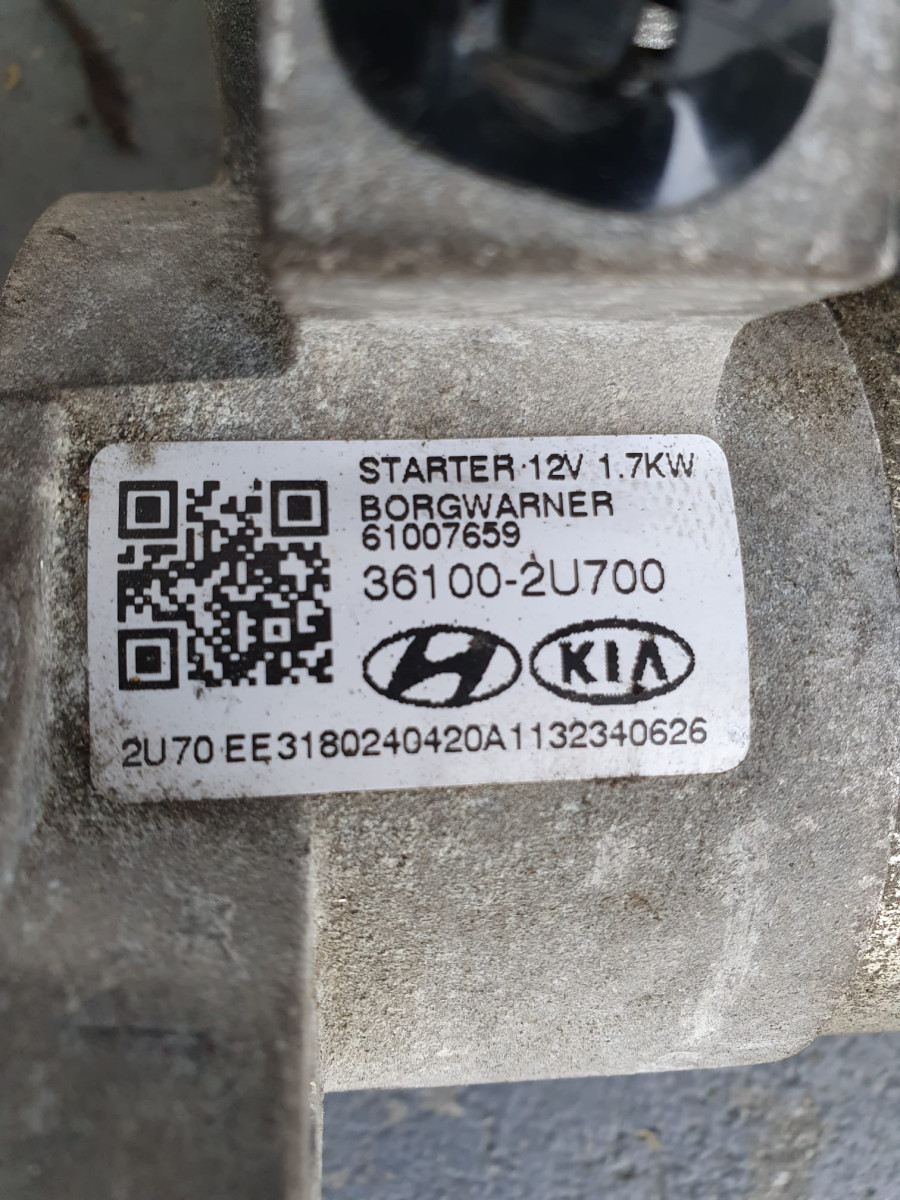 STARTER 12V 1.7KW
BORGWARNER
61007659
36100-2U700
KIA
2U70 EE3180240420A1132340626